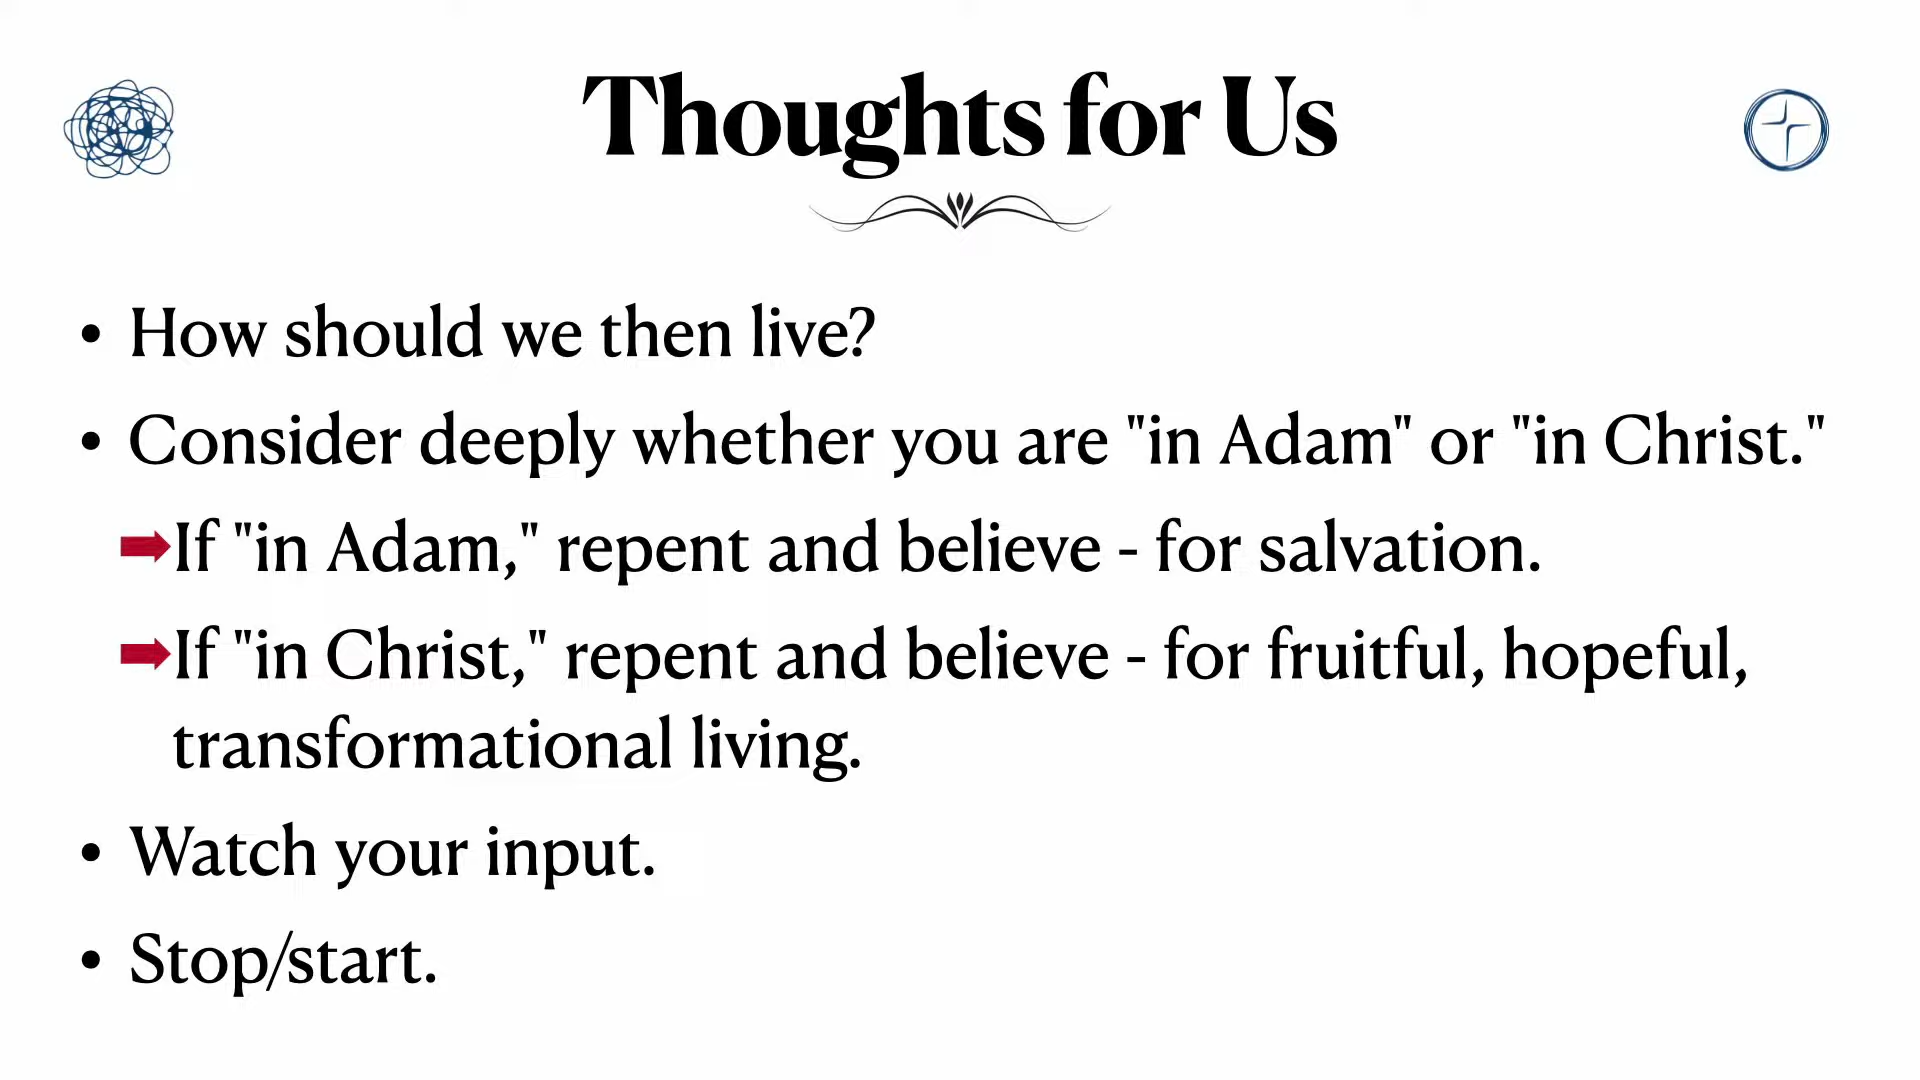 Thoughts for Us
• How should we then live?
• Consider deeply whether you are "in Adam" or "in Christ."
➡If "in Adam," repent and believe - for salvation.
➡If "in Christ," repent and believe - for fruitful, hopeful,
transformational living.
• Watch your input.
• Stop/start.